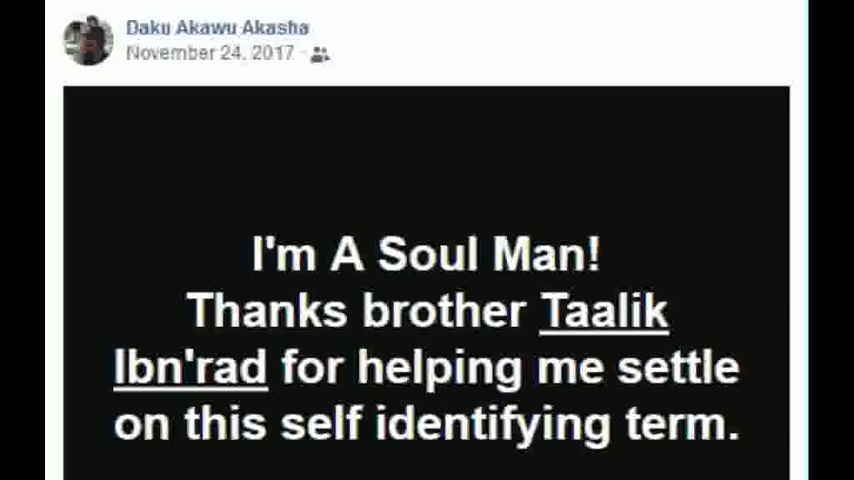 Daku Akawu Akasha
November 24, 2017 ·
I'm A Soul Man!
Thanks brother Taalik
Ibn'rad for helping me settle
on this self identifying term.